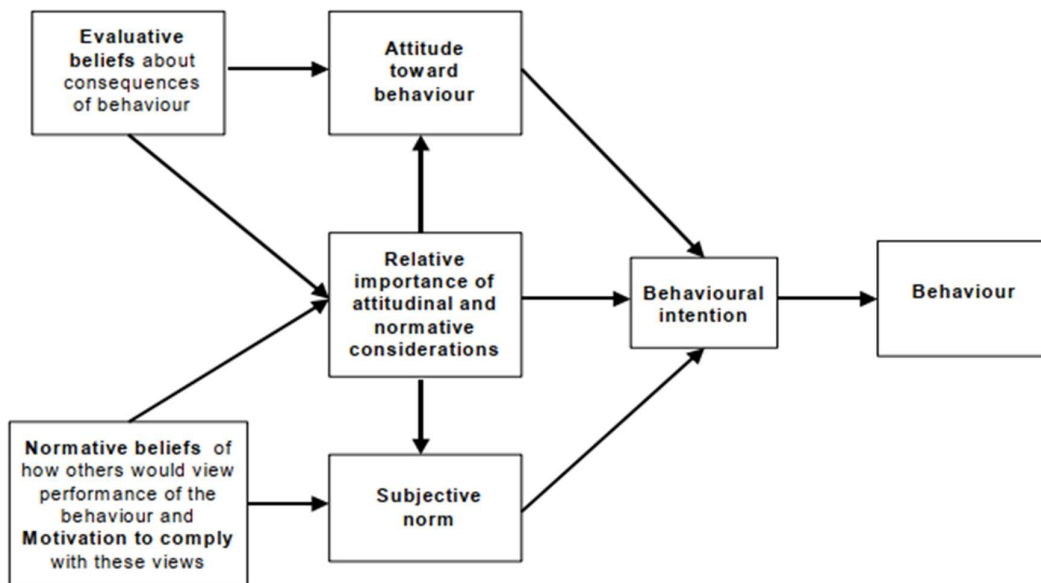 Evaluative
beliefs about
consequences
of behaviour
Attitude
toward
behaviour
Relative
importance of
attitudinal and
normative
considerations
Behavioural
intention
Behaviour
Normative beliefs of
how others would view
performance of the
behaviour and
Motivation to comply
with these views
Subjective
norm